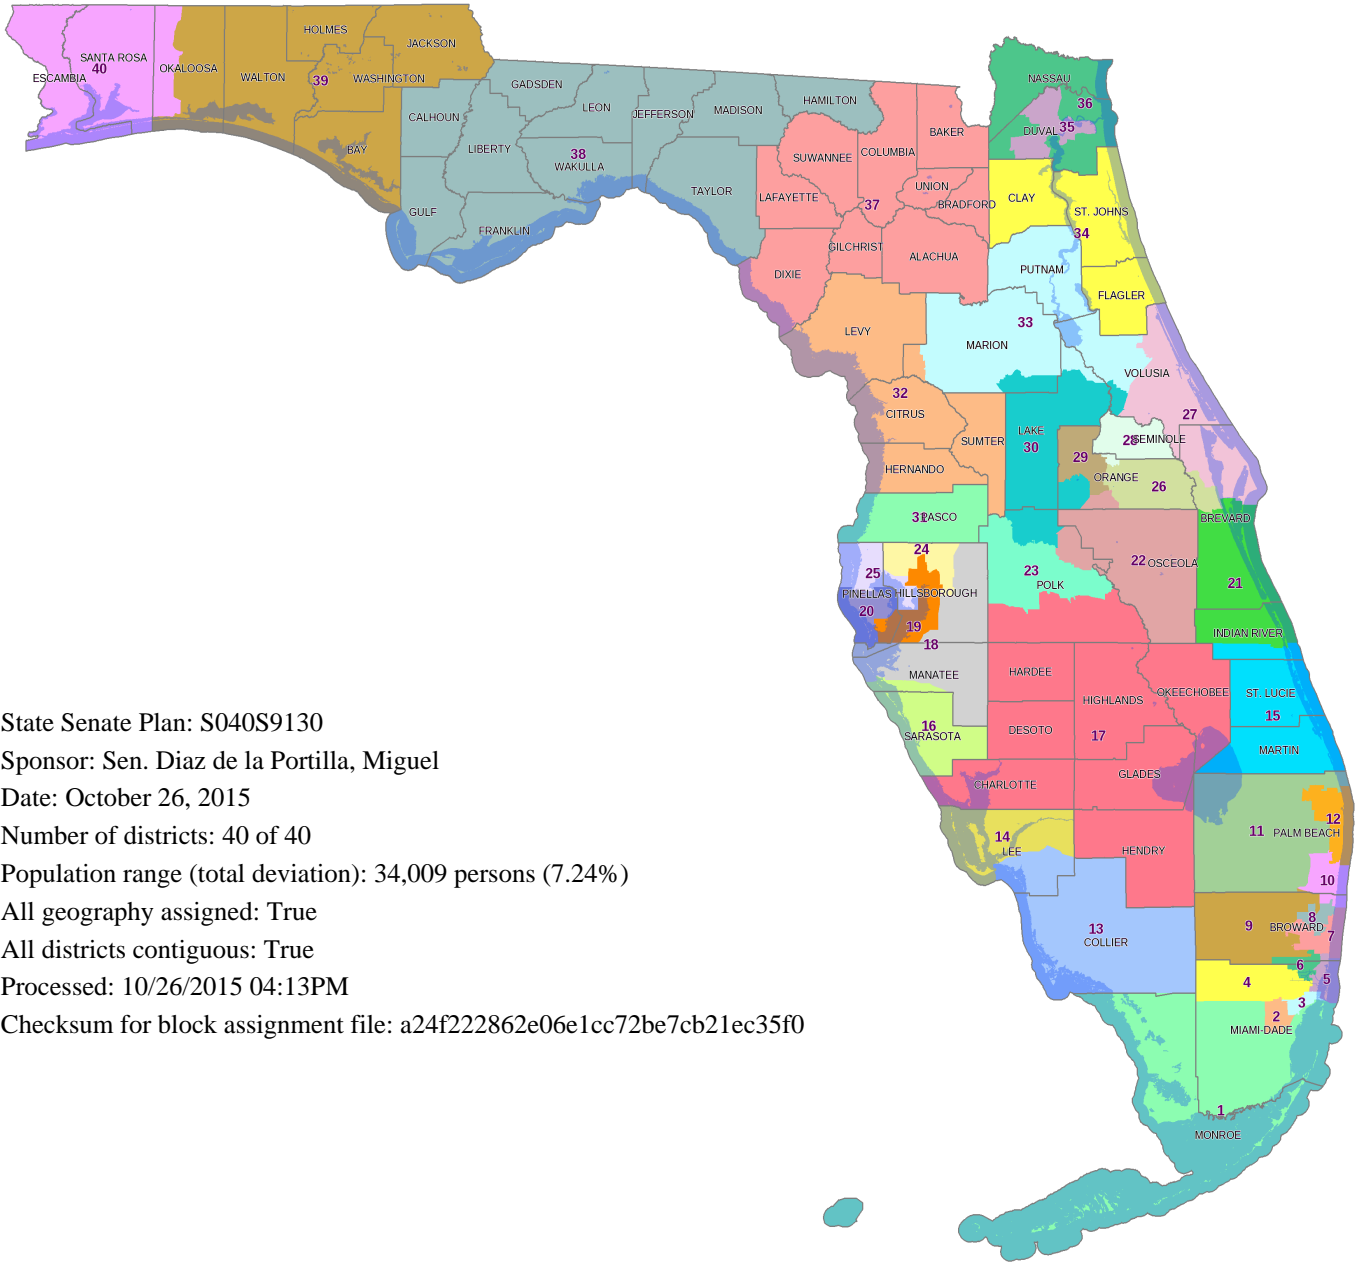 HOLMES
JACKSON
SANTA ROSA
OKALOOSA
ESCAMBIA
40
WALTON
39
WASHINGTON
BAY
GADSDEN
LEON
JEFFERSON
MADISON
HAMILTON
CALHOUN
LIBERTY
38
WAKULLA
TAYLOR
GULF
FRANKLIN
NASSAU
36
DUVAL
35
BAKER
COLUMBIA
SUWANNEE
UNION
LAFAYETTE
37
BRADFORD
CLAY
ST. JOHNS
34
GILCHRIST
ALACHUA
DIXIE
PUTNAM
FLAGLER
LEVY
33
MARION
VOLUSIA
32
CITRUS
27
SUMTER
LAKE
30
28
SEMINOLE
29
ORANGE
26
HERNANDO
31
PASCO
BREVARD
24
25
23
POLK
22
OSCEOLA
21
PINELLAS
HILLSBOROUGH
20
19
18
INDIAN RIVER
MANATEE
HARDEE
HIGHLANDS
OKEECHOBEE
ST. LUCIE
15
16
SARASOTA
DESOTO
17
MARTIN
CHARLOTTE
GLADES
14
LEE
HENDRY
11
PALM BEACH
12
10
13
COLLIER
9
BROWARD
8
7
6
5
4
3
2
MIAMI-DADE
1
MONROE
State Senate Plan: S040S9130
Sponsor: Sen. Diaz de la Portilla, Miguel
Date: October 26, 2015
Number of districts: 40 of 40
Population range (total deviation): 34,009 persons (7.24%)
All geography assigned: True
All districts contiguous: True
Processed: 10/26/2015 04:13PM
Checksum for block assignment file: a24f222862e06e1cc72be7cb21ec35f0